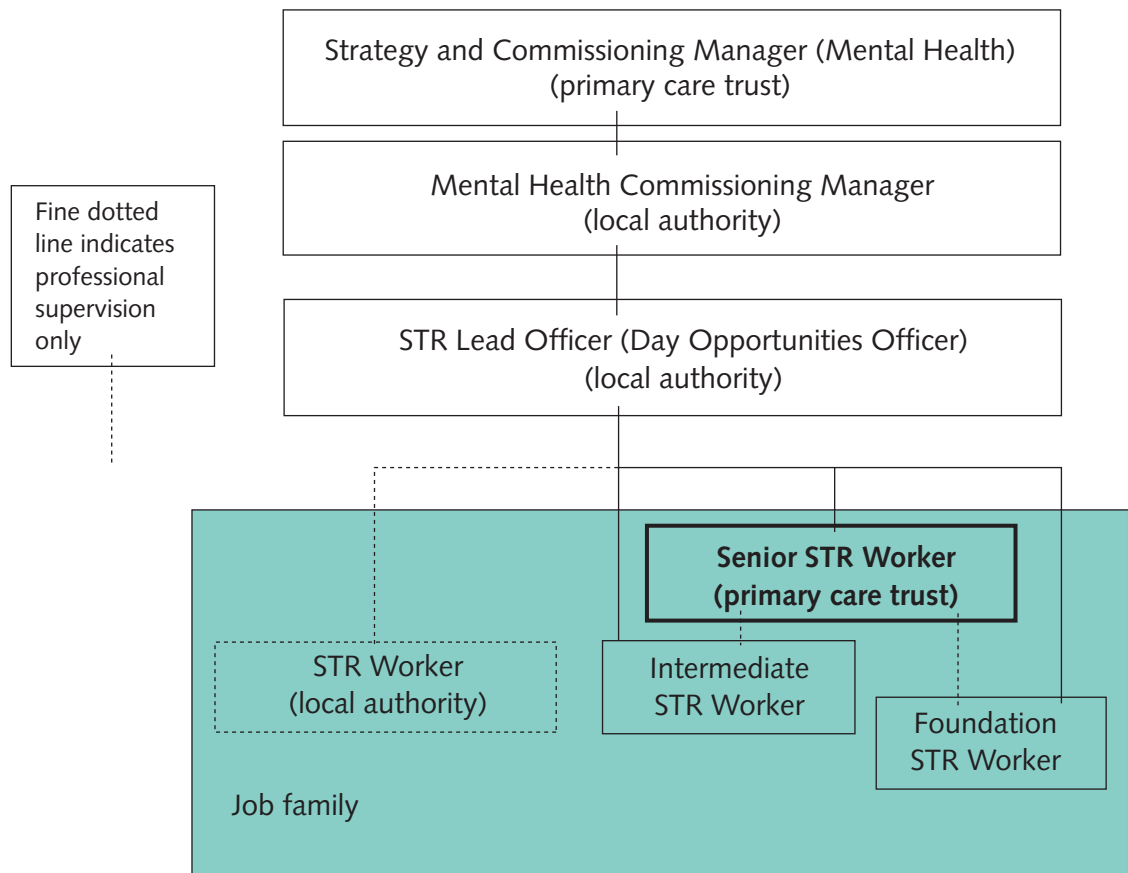 Strategy and Commissioning Manager (Mental Health)
(primary care trust)
Mental Health Commissioning Manager
(local authority)
Fine dotted
line indicates
professional
supervision
only
STR Lead Officer (Day Opportunities Officer)
(local authority)
Senior STR Worker
(primary care trust)
STR Worker
(local authority)
Intermediate
STR Worker
Foundation
STR Worker
Job family